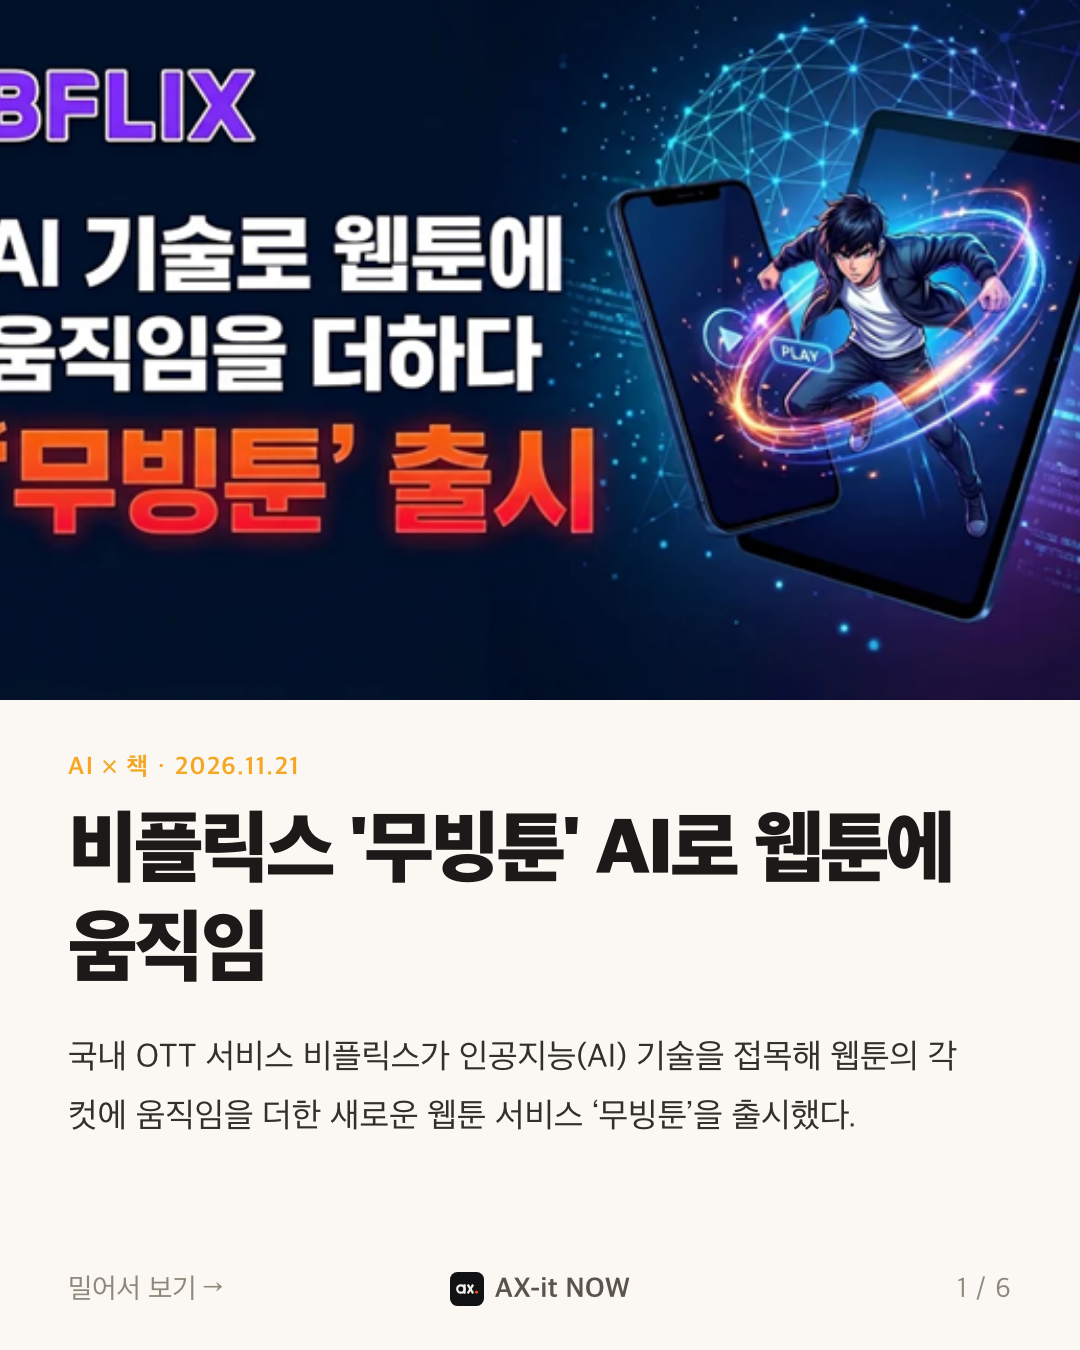 BFLIX
AI 기술로 웹툰에
움직임을 더하다
‘무빙툰’ 출시
PLAY
AI × 책 · 2026.11.21
비플릭스 '무빙툰' AI로 웹툰에
움직임
국내 OTT 서비스 비플릭스가 인공지능(AI) 기술을 접목해 웹툰의 각
컷에 움직임을 더한 새로운 웹툰 서비스 ‘무빙툰’을 출시했다.
밀어서 보기 →
ax. AX-it NOW
1 / 6